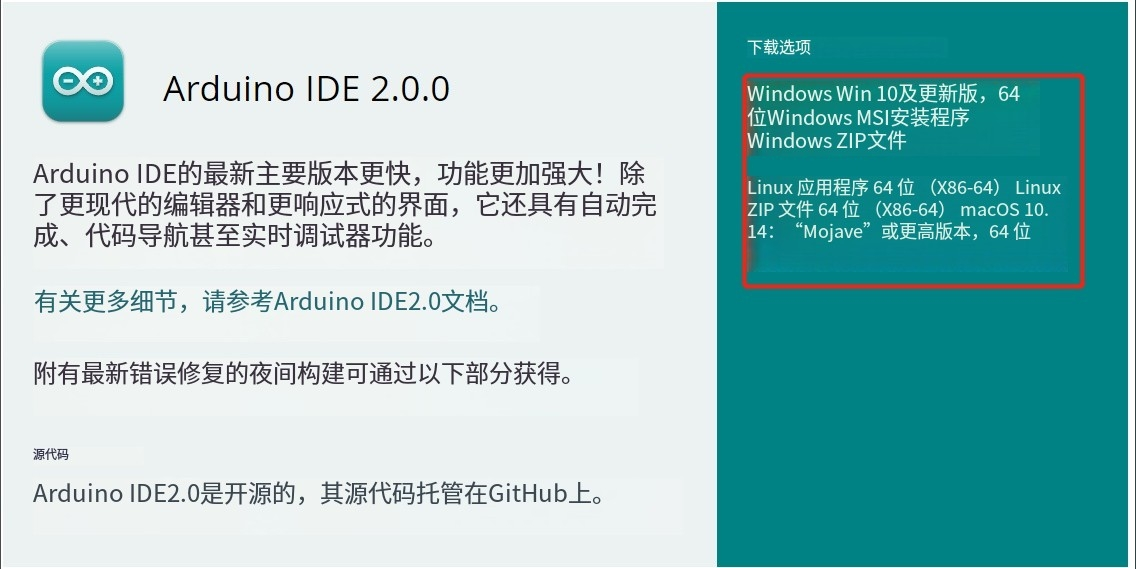 Arduino IDE 2.0.0
Arduino IDE的最新主要版本更快，功能更加强大！除
了更现代的编辑器和更响应式的界面，它还具有自动完
成、代码导航甚至实时调试器功能。
有关更多细节，请参考Arduino IDE2.0文档。
附有最新错误修复的夜间构建可通过以下部分获得。
源代码
Arduino IDE2.0是开源的，其源代码托管在GitHub上。
下载选项
Windows Win 10及更新版，64
位Windows MSI安装程序
Windows ZIP文件
Linux 应用程序 64 位 （X86-64） Linux
ZIP 文件 64 位 （X86-64） macOS 10.
14：“Mojave”或更高版本，64 位